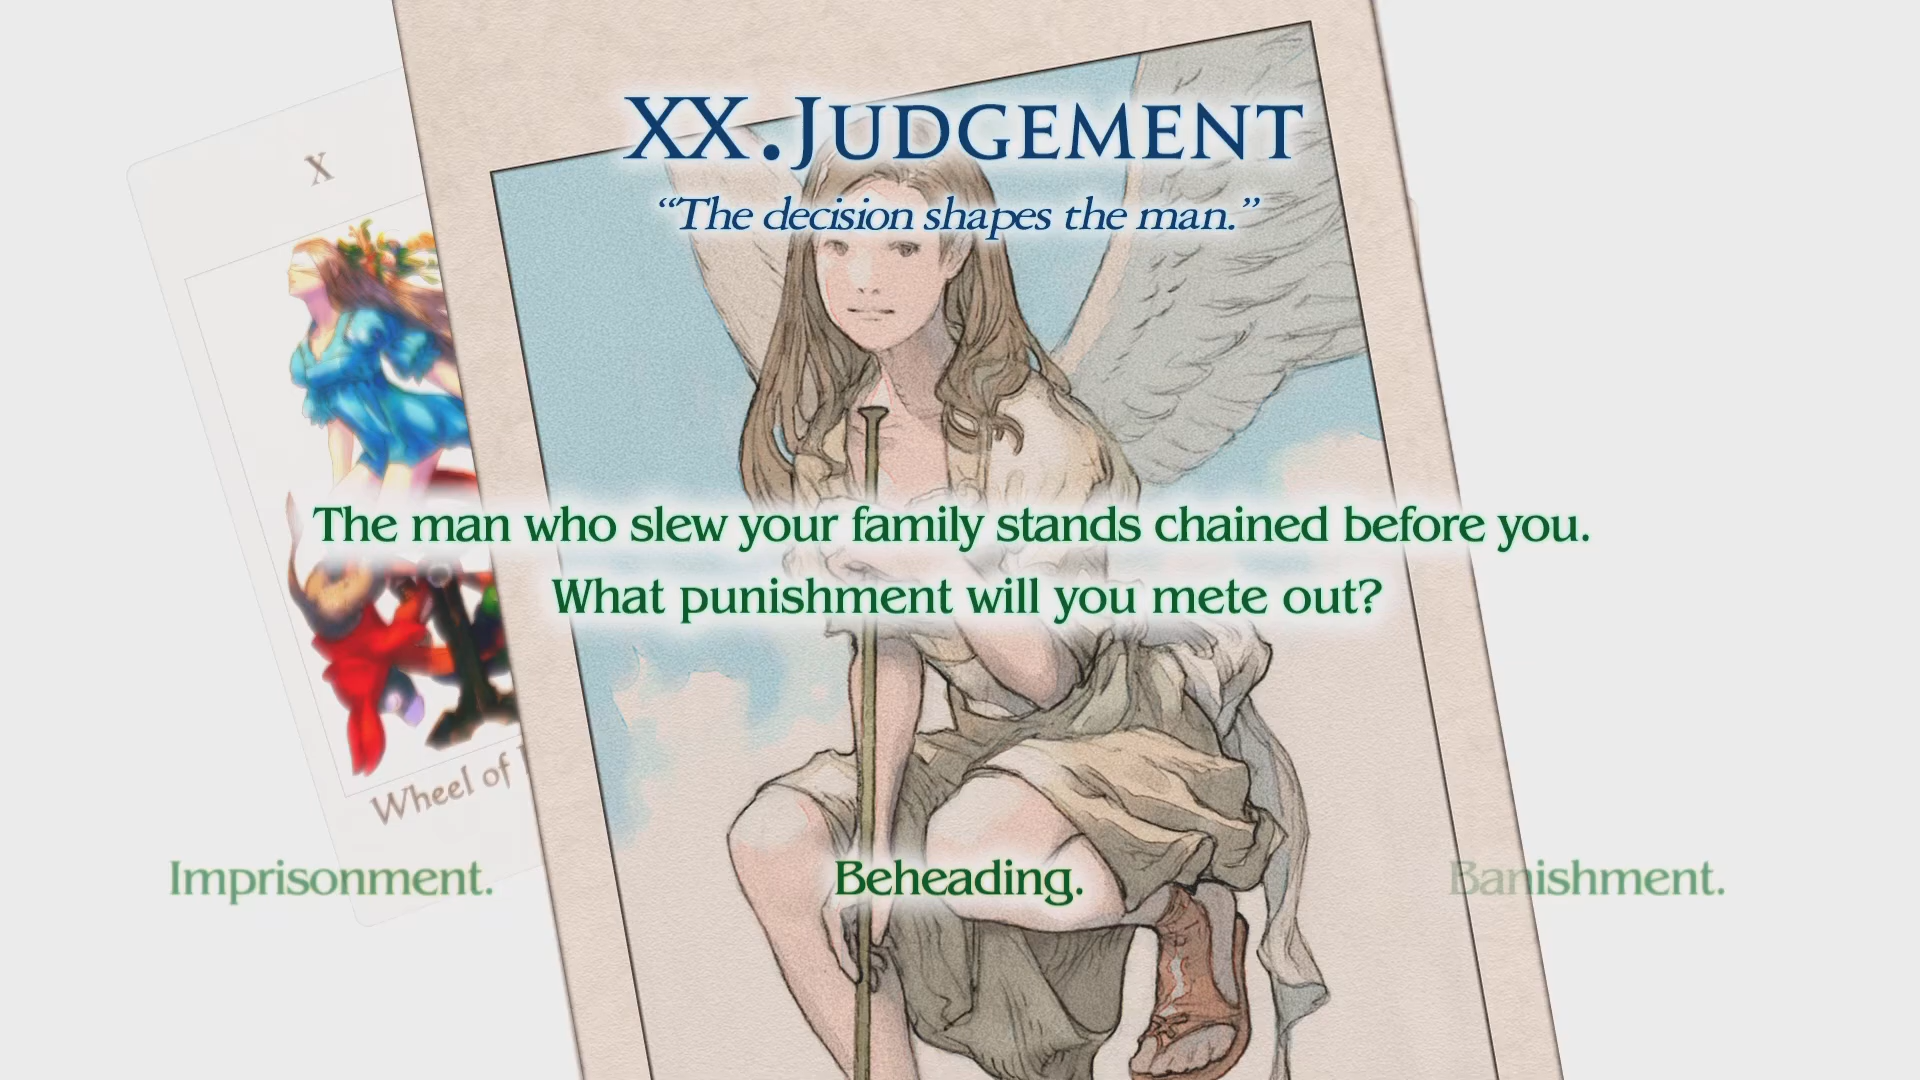 XX. JUDGEMENT
“The decision shapes the man.”
X
The man who slew your family stands chained before you.
What punishment will you mete out?
Wheel of
Imprisonment.
Beheading.
Banishment.